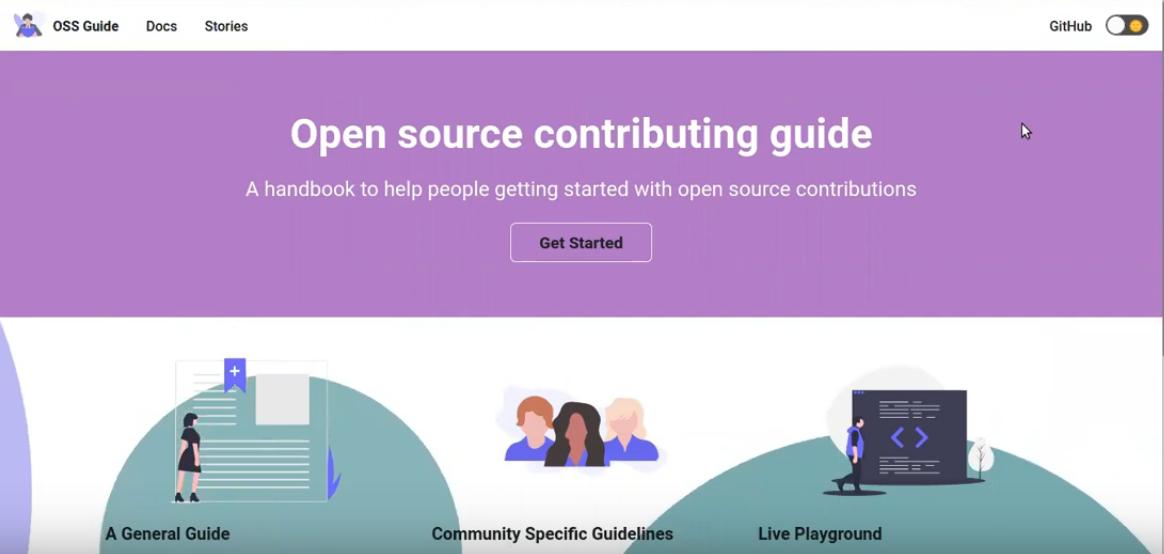 OSS Guide Docs Stories GitHub
Open source contributing guide
A handbook to help people getting started with open source contributions
Get Started
A General Guide Community Specific Guidelines Live Playground